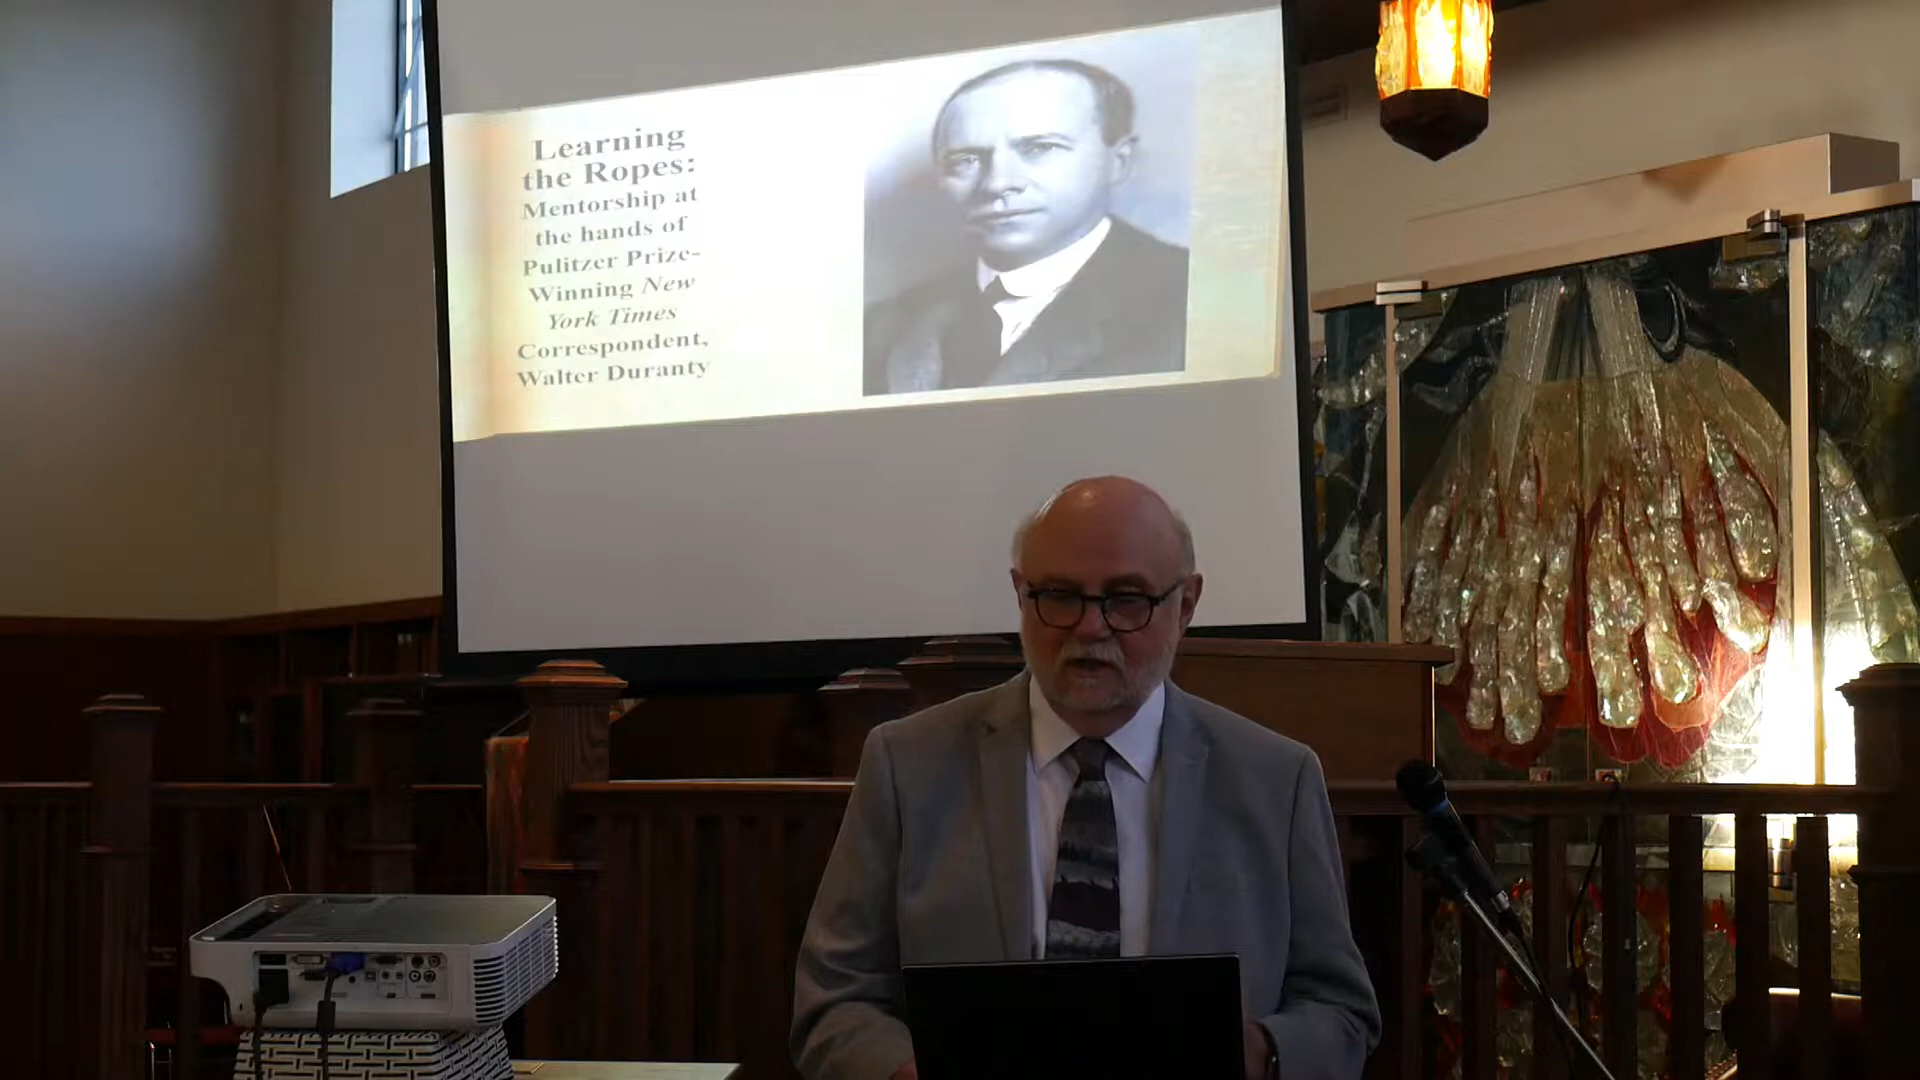 Learning
the Ropes:
Mentorship at
the hands of
Pulitzer Prize-
Winning New
York Times
Correspondent,
Walter Duranty